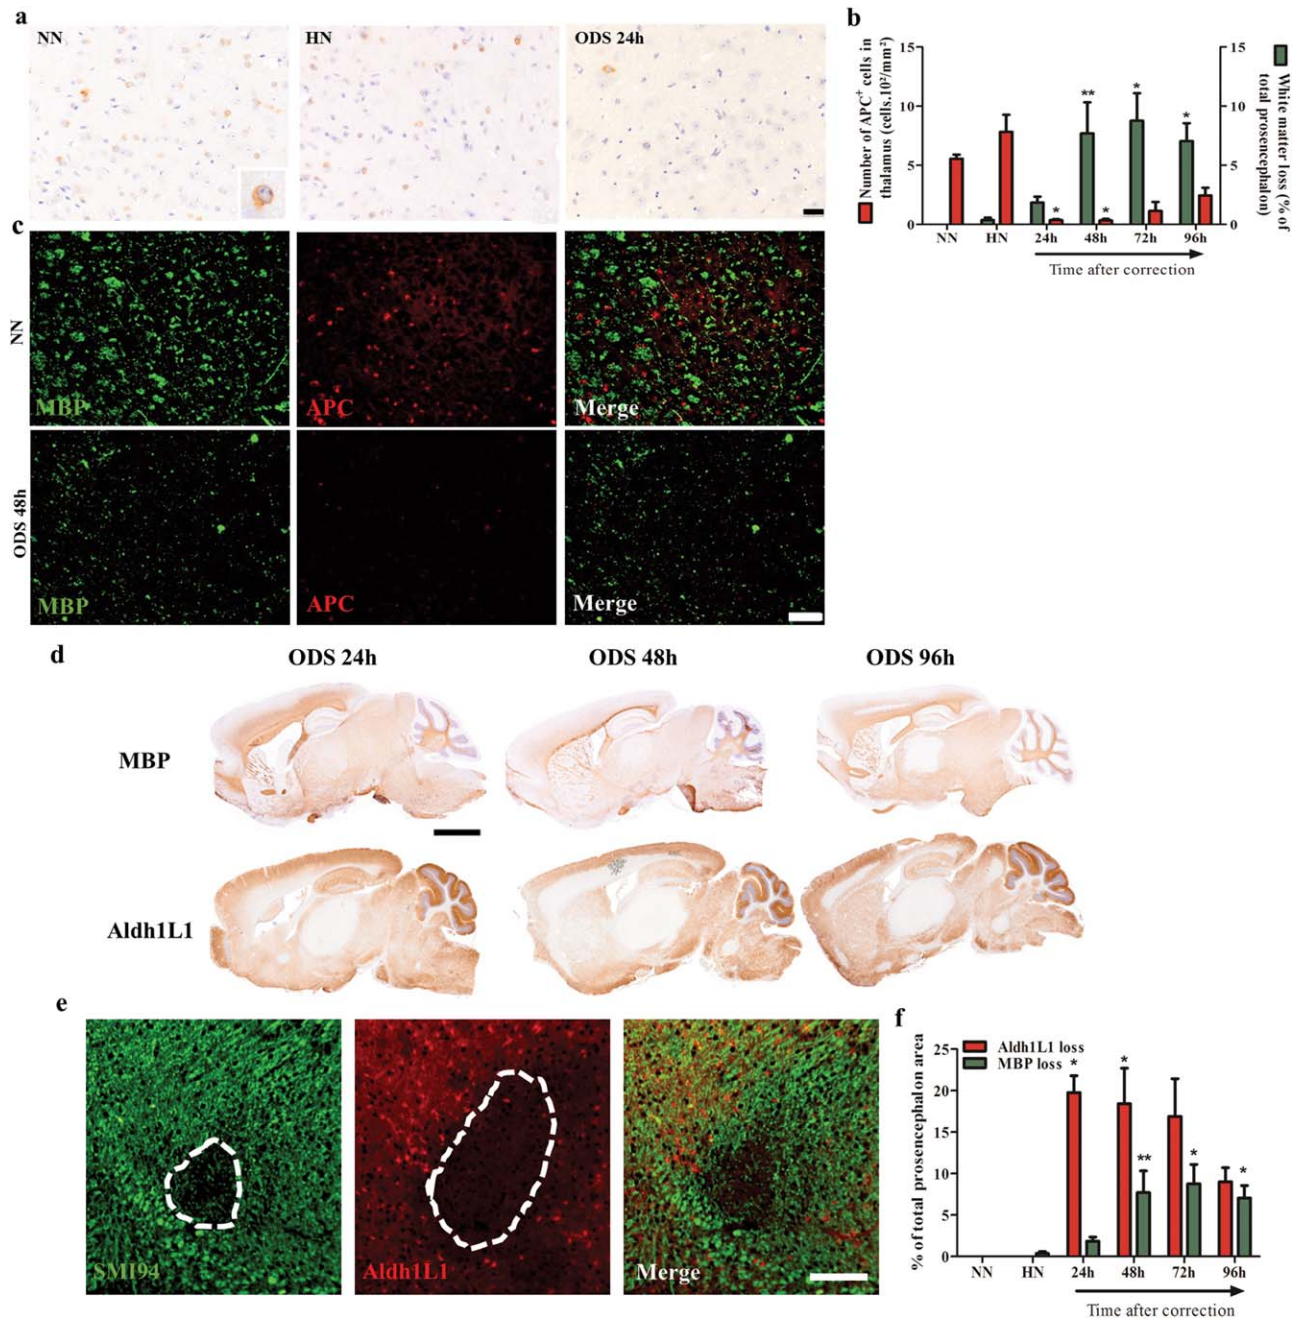 a
NN
HN
ODS 24h
b
Number of APC⁺ cells in
thalamus (cells.10²/mm²)
15
10
5
0
15
10
5
0
White matter loss (% of
total prosencephalon)
**
*
*
*
*
NN
HN
24h
48h
72h
96h
Time after correction
c
NN
MBP
APC
Merge
ODS 48h
MBP
APC
Merge
d
ODS 24h
ODS 48h
ODS 96h
MBP
Aldh1L1
e
SMI94
Aldh1L1
Merge
f
% of total prosencephalon area
25
20
15
10
5
0
Aldh1L1 loss
MBP loss
*
*
**
*
*
NN
HN
24h
48h
72h
96h
Time after correction